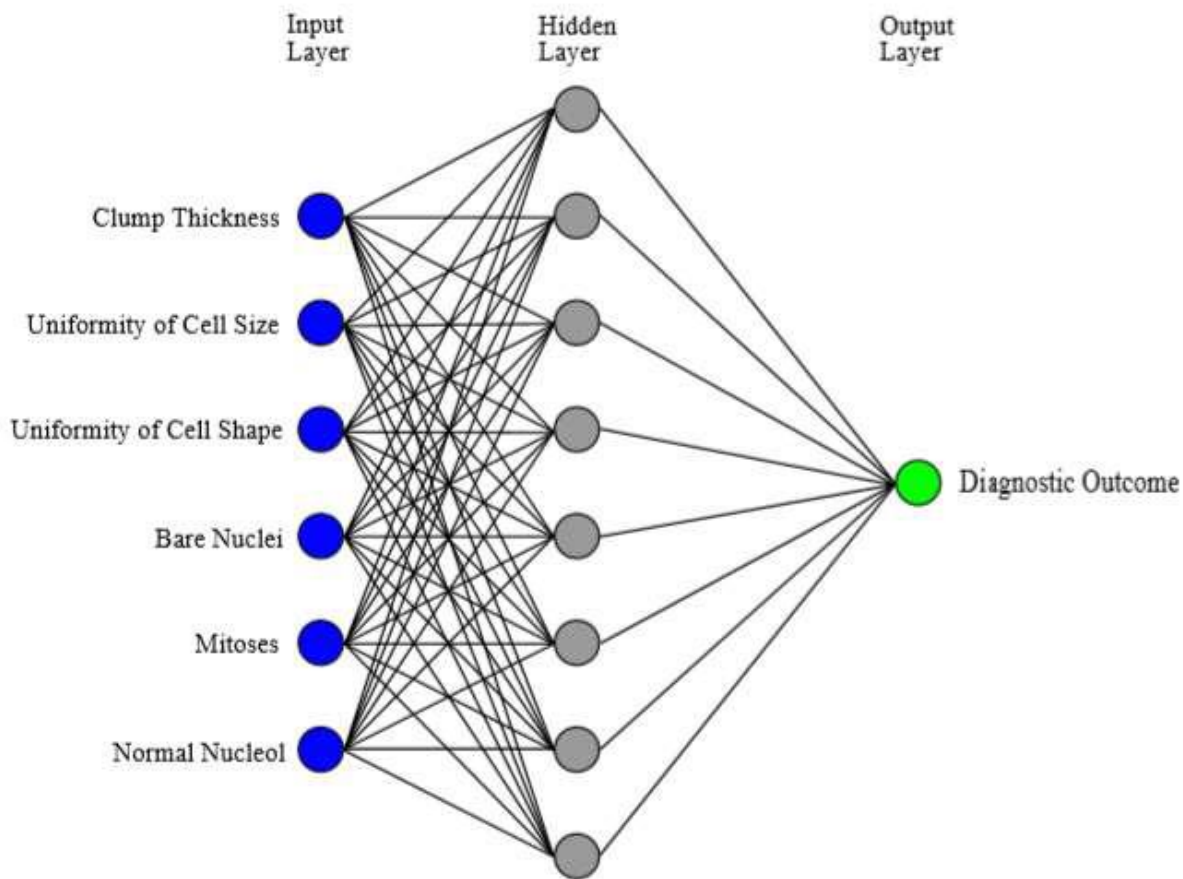 Input
Layer
Hidden
Layer
Output
Layer
Clump Thickness
Uniformity of Cell Size
Uniformity of Cell Shape
Bare Nuclei
Mitoses
Normal Nucleol
Diagnostic Outcome